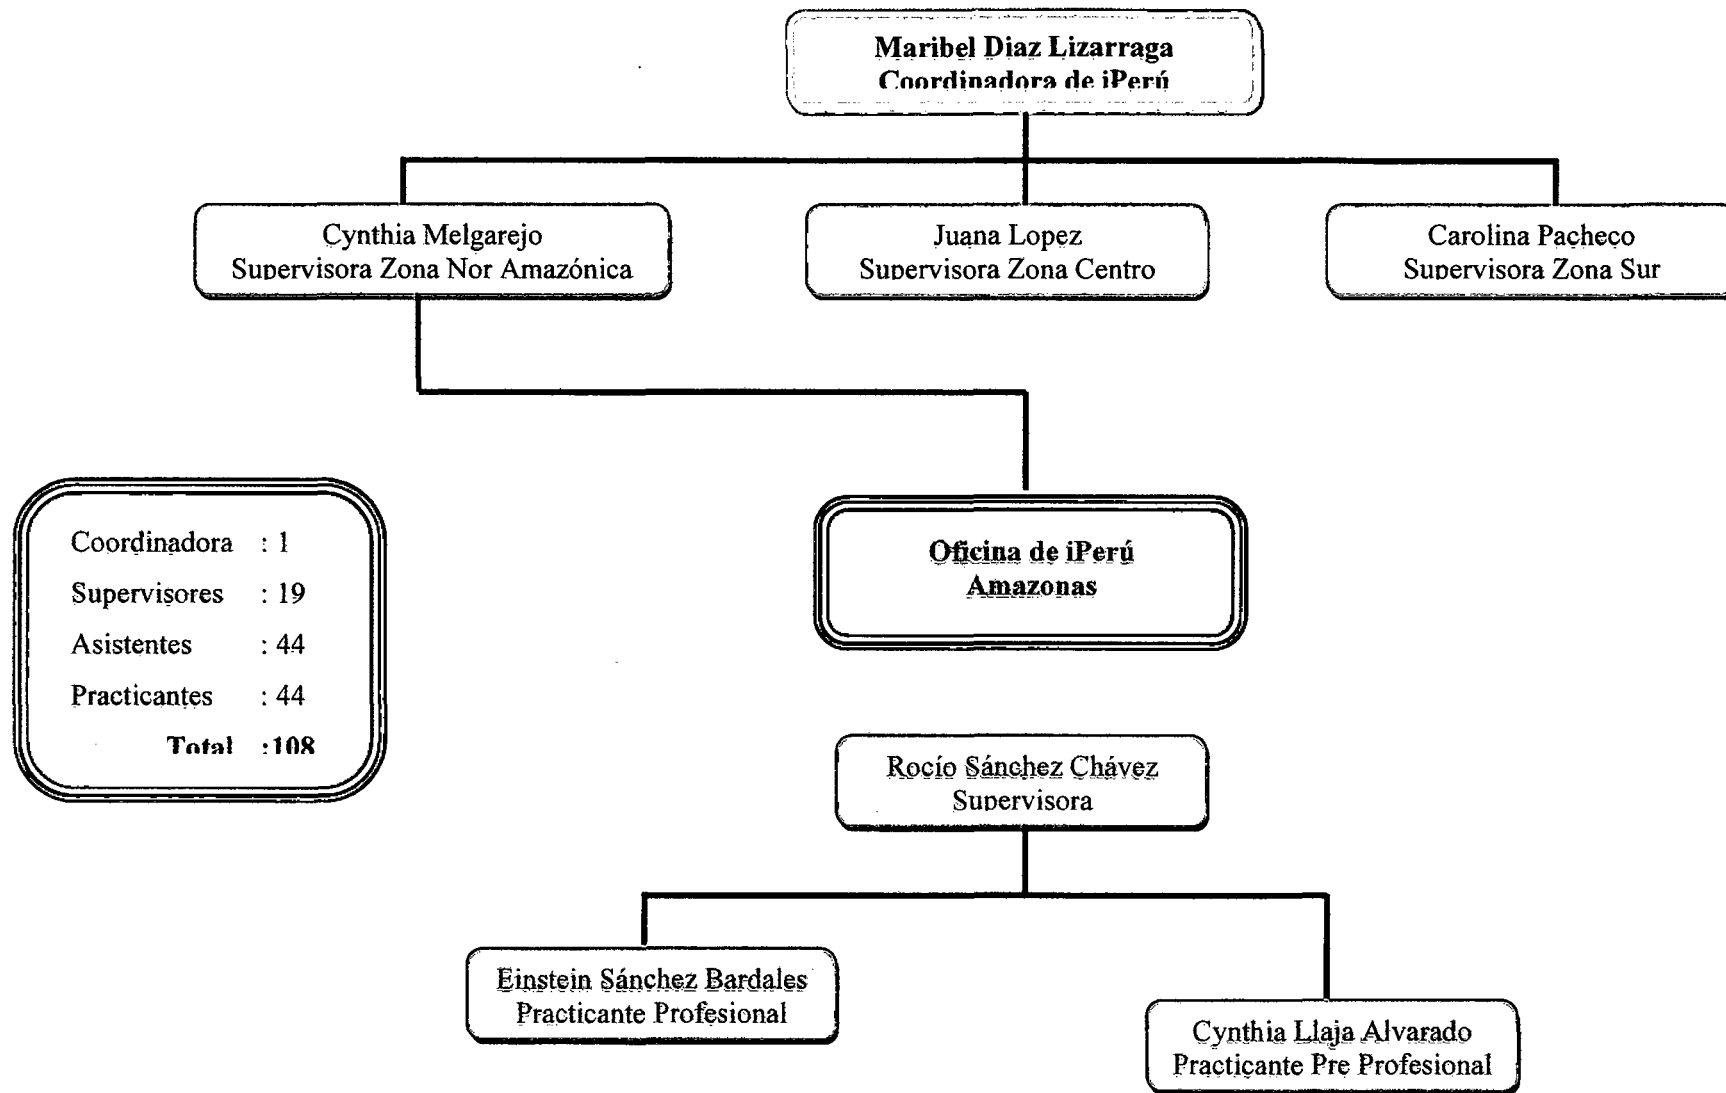 Maribel Diaz Lizarraga
Coordinadora de iPerú
Cynthia Melgarejo
Supervisora Zona Nor Amazónica
Juana Lopez
Supervisora Zona Centro
Carolina Pacheco
Supervisora Zona Sur
Coordinadora : 1
Supervisores : 19
Asistentes : 44
Practicantes : 44
Total :108
Oficina de iPerú
Amazonas
Rocío Sánchez Chávez
Supervisora
Einstein Sánchez Bardales
Practicante Profesional
Cynthia Llaja Alvarado
Practicante Pre Profesional